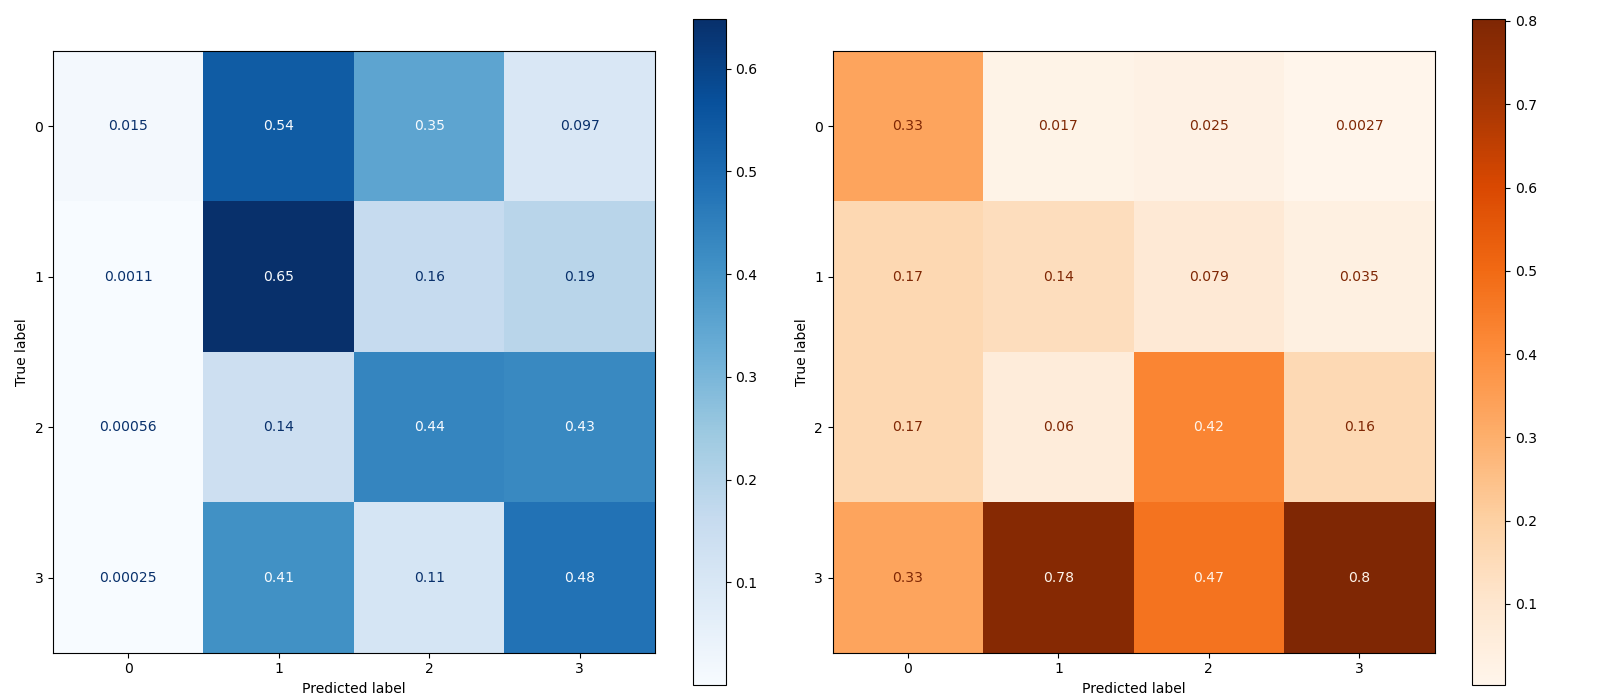 0 0.015 0.54 0.35 0.097
1 0.0011 0.65 0.16 0.19
2 0.00056 0.14 0.44 0.43
3 0.00025 0.41 0.11 0.48
0 1 2 3
True label
Predicted label
0.6
0.5
0.4
0.3
0.2
0.1
0 0.33 0.017 0.025 0.0027
1 0.17 0.14 0.079 0.035
2 0.17 0.06 0.42 0.16
3 0.33 0.78 0.47 0.8
0 1 2 3
True label
Predicted label
0.8
0.7
0.6
0.5
0.4
0.3
0.2
0.1